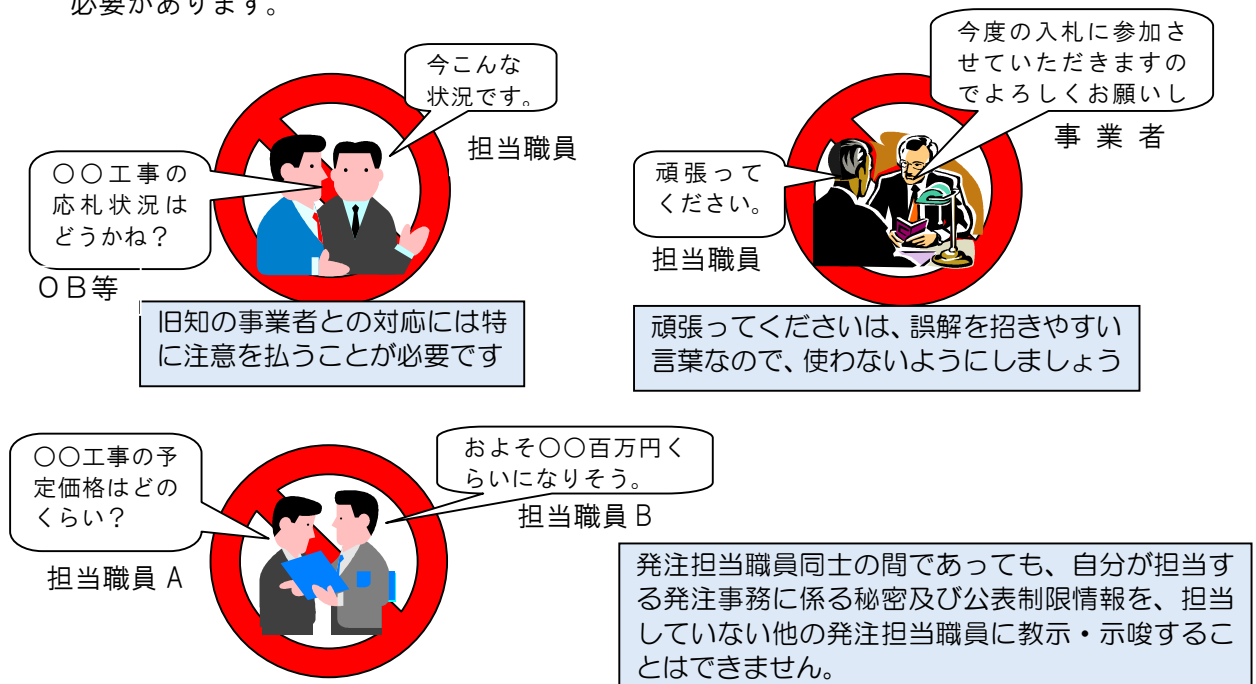 必要があります。
今こんな
状況です。
担当職員
〇〇工事の
応札状況は
どうかね？
ＯＢ等
旧知の事業者との対応には特
に注意を払うことが必要です
今度の入札に参加さ
せていただきますの
でよろしくお願いし
事業者
頑張って
ください。
担当職員
頑張ってくださいは、誤解を招きやすい
言葉なので、使わないようにしましょう
〇〇工事の予
定価格はどの
くらい？
担当職員Ａ
およそ〇〇百万円く
らいになりそう。
担当職員Ｂ
発注担当職員同士の間であっても、自分が担当す
る発注事務に係る秘密及び公表制限情報を、担当
していない他の発注担当職員に教示・示唆するこ
とはできません。